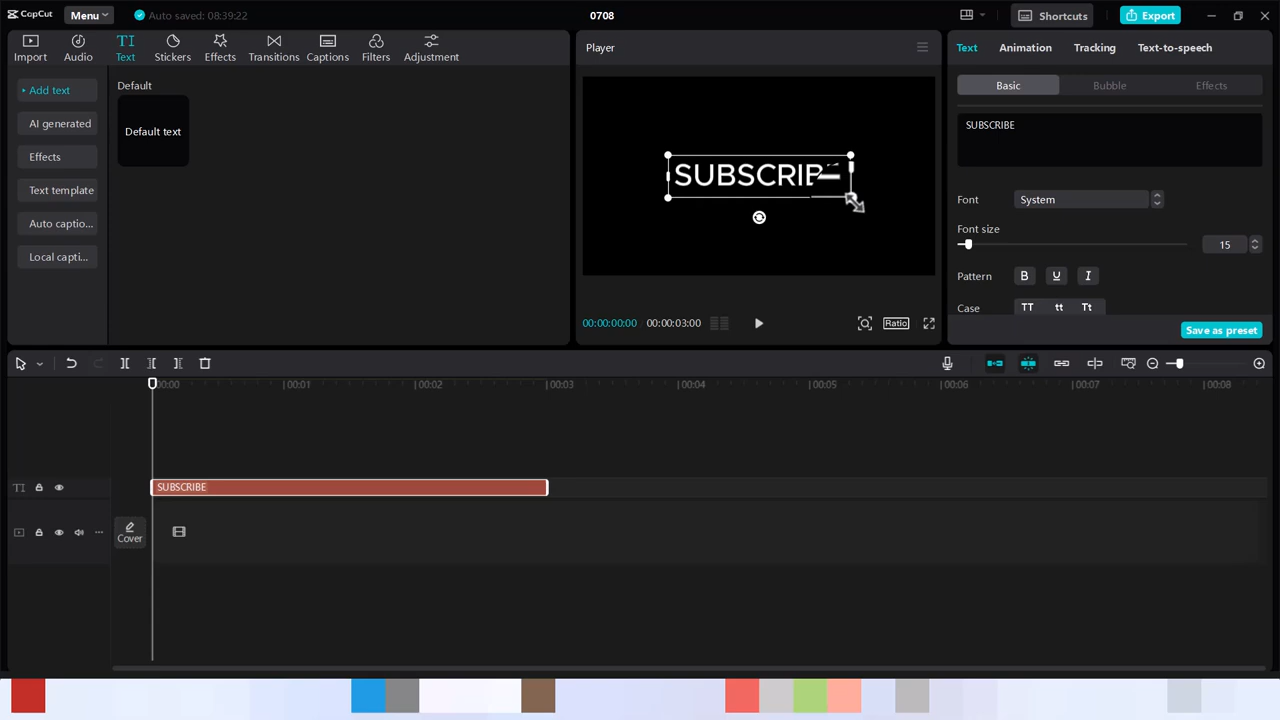 CapCut
Menu
Auto saved: 08:39:22
0708
Shortcuts
Export
Import
Audio
Text
Stickers
Effects
Transitions
Captions
Filters
Adjustment
Add text
AI generated
Effects
Text template
Auto captio...
Local capti...
Default
Default text
Player
00:00:00:00
00:00:03:00
Ratio
Text
Animation
Tracking
Text-to-speech
Basic
Bubble
Effects
SUBSCRIBE
Font
System
Font size
15
Pattern
B
U
I
Case
TT
tt
Tt
Save as preset
00:00
00:01
00:02
00:03
00:04
00:05
00:06
00:07
00:08
TI
SUBSCRIBE
Cover